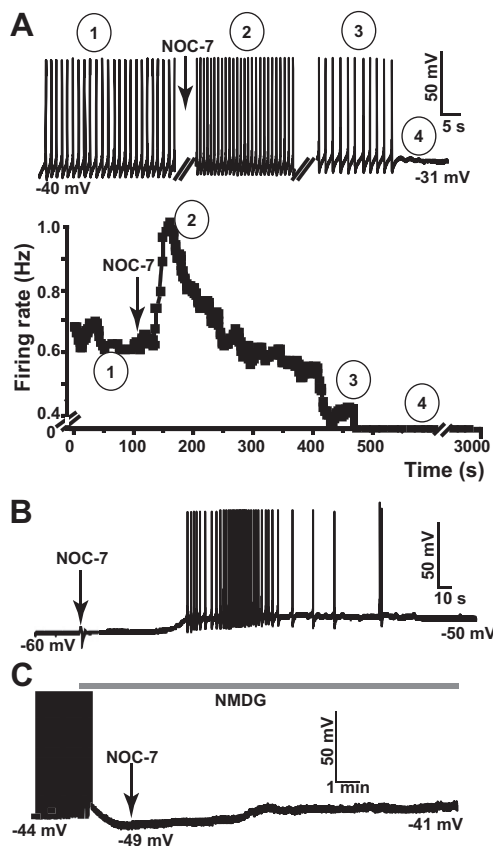 A
1
NOC-7
2
3
50 mV
5 s
4
-40 mV
-31 mV
Firing rate (Hz)
1.0
0.8
0.6
0.4
0
NOC-7
2
1
3
4
0
100
200
300
400
500
3000
Time (s)
B
NOC-7
50 mV
10 s
-60 mV
-50 mV
C
NMDG
NOC-7
50 mV
1 min
-44 mV
-49 mV
-41 mV